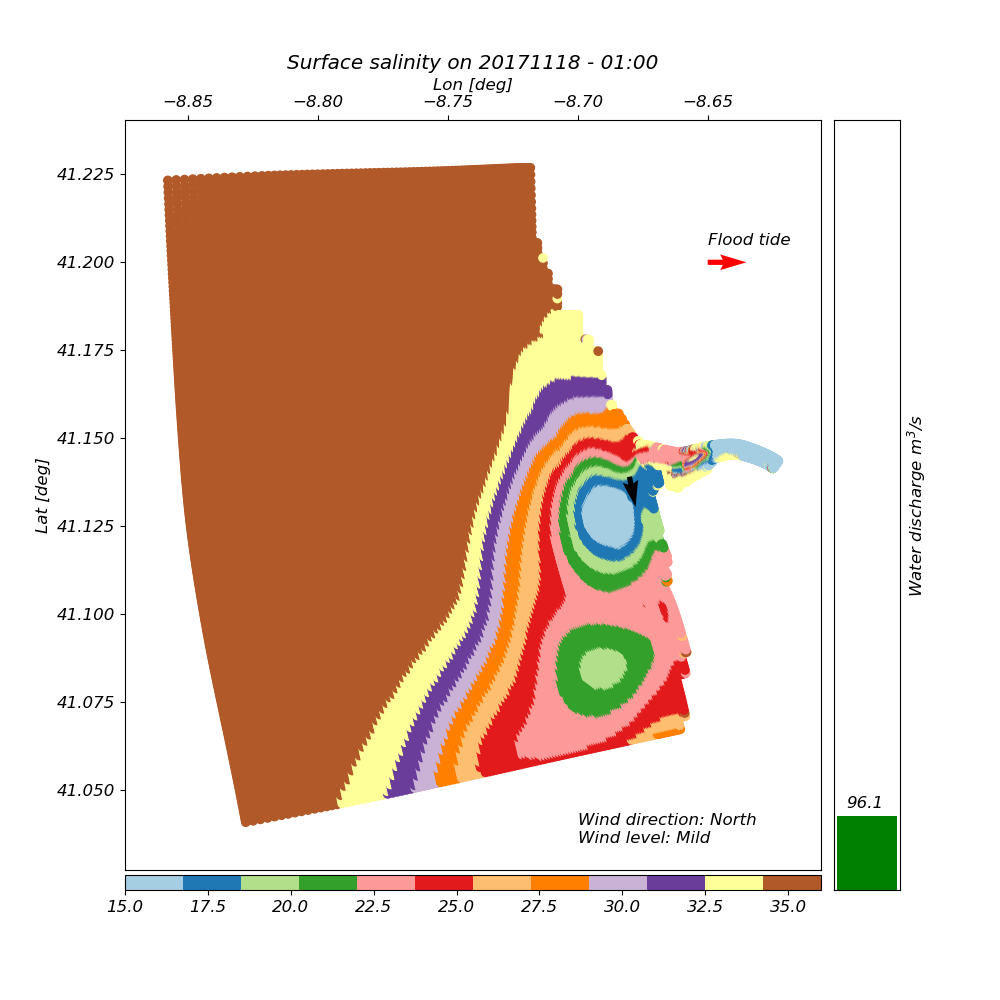 Surface salinity on 20171118 - 01:00
Lon [deg]
−8.85 −8.80 −8.75 −8.70 −8.65
41.225
41.200
41.175
41.150
41.125
41.100
41.075
41.050
Lat [deg]
Flood tide
Wind direction: North
Wind level: Mild
96.1
Water discharge m³/s
15.0 17.5 20.0 22.5 25.0 27.5 30.0 32.5 35.0